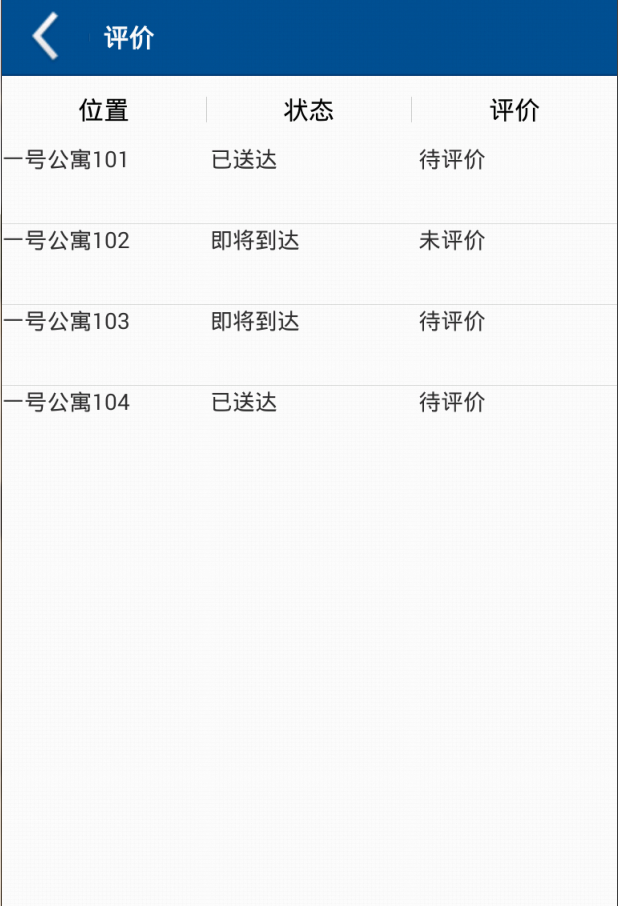 评价
位置 状态 评价
一号公寓101 已送达 待评价
一号公寓102 即将到达 未评价
一号公寓103 即将到达 待评价
一号公寓104 已送达 待评价